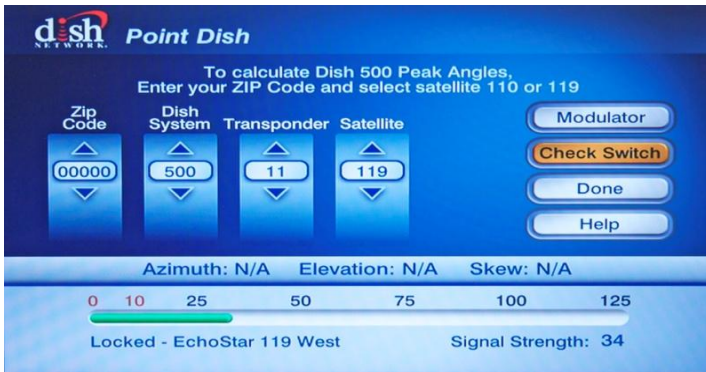 dish
NETWORK.
Point Dish
To calculate Dish 500 Peak Angles,
Enter your ZIP Code and select satellite 110 or 119
Zip
Code
Dish
System
Transponder
Satellite
00000
500
11
119
Modulator
Check Switch
Done
Help
Azimuth: N/A Elevation: N/A Skew: N/A
0 10 25 50 75 100 125
Locked - EchoStar 119 West
Signal Strength: 34